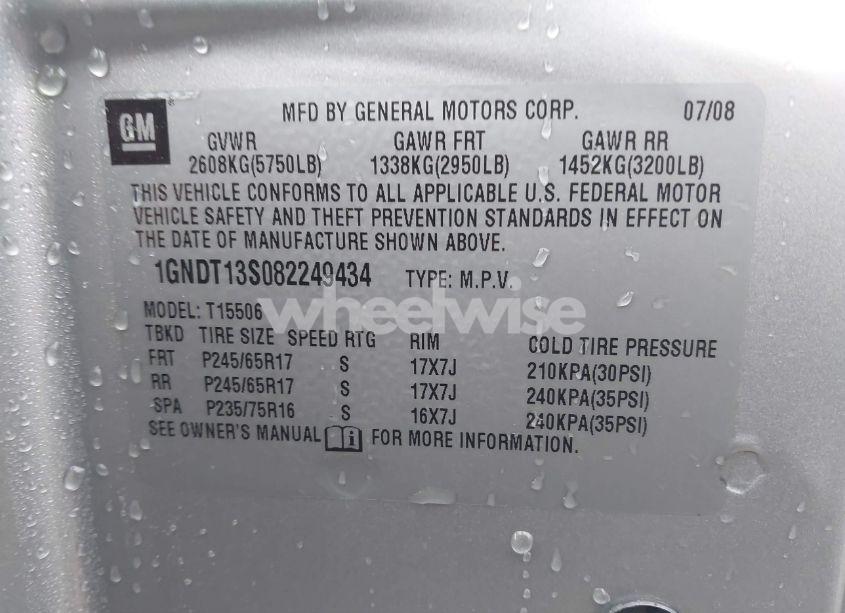 GM MFD BY GENERAL MOTORS CORP. 07/08
GVWR GAWR FRT GAWR RR
2608KG(5750LB) 1338KG(2950LB) 1452KG(3200LB)
THIS VEHICLE CONFORMS TO ALL APPLICABLE U.S. FEDERAL MOTOR
VEHICLE SAFETY AND THEFT PREVENTION STANDARDS IN EFFECT ON
THE DATE OF MANUFACTURE SHOWN ABOVE.
1GNDT13S082249434 TYPE: M.P.V.
wheelwise
MODEL: T15506
TBKD TIRE SIZE SPEED RTG RIM COLD TIRE PRESSURE
FRT P245/65R17 S 17X7J 210KPA(30PSI)
RR P245/65R17 S 17X7J 240KPA(35PSI)
SPA P235/75R16 S 16X7J 240KPA(35PSI)
SEE OWNER'S MANUAL i FOR MORE INFORMATION.